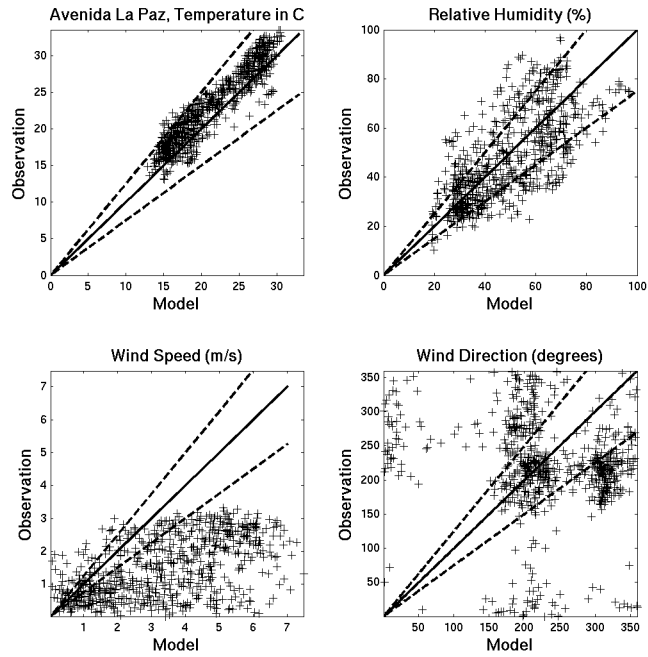 Avenida La Paz, Temperature in C
Observation
30
25
20
15
10
5
0
0 5 10 15 20 25 30
Model
Relative Humidity (%)
Observation
100
80
60
40
20
0
0 20 40 60 80 100
Model
Wind Speed (m/s)
Observation
7
6
5
4
3
2
1
1 2 3 4 5 6 7
Model
Wind Direction (degrees)
Observation
350
300
250
200
150
100
50
50 100 150 200 250 300 350
Model